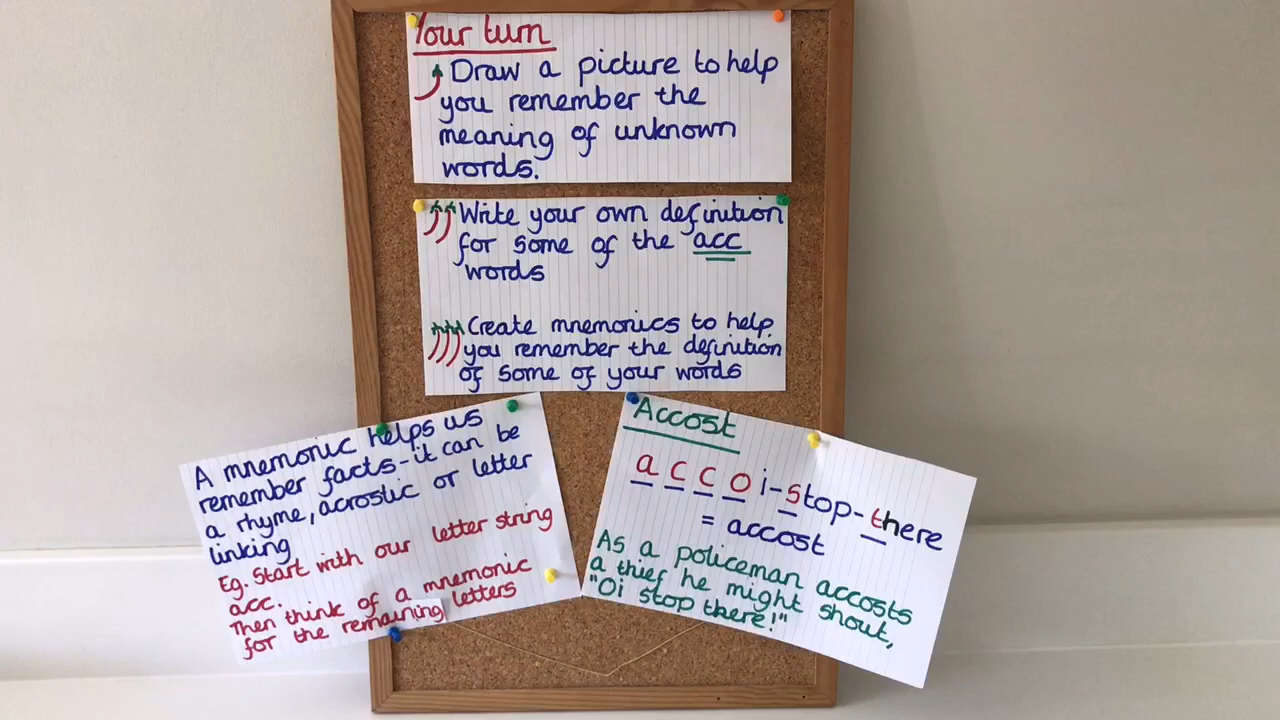 Your turn
Draw a picture to help
you remember the
meaning of unknown
words.
Write your own definition
for some of the acc
words
Create mnemonics to help
you remember the definition
of some of your words
A mnemonic helps us
remember facts - it can be
a rhyme, acrostic or letter
linking
Eg. Start with our letter string
acc.
Then think of a mnemonic
for the remaining letters
Accost
a c c o i-stop-there
= accost
As a policeman accosts
a thief he might shout,
"Oi stop there!"